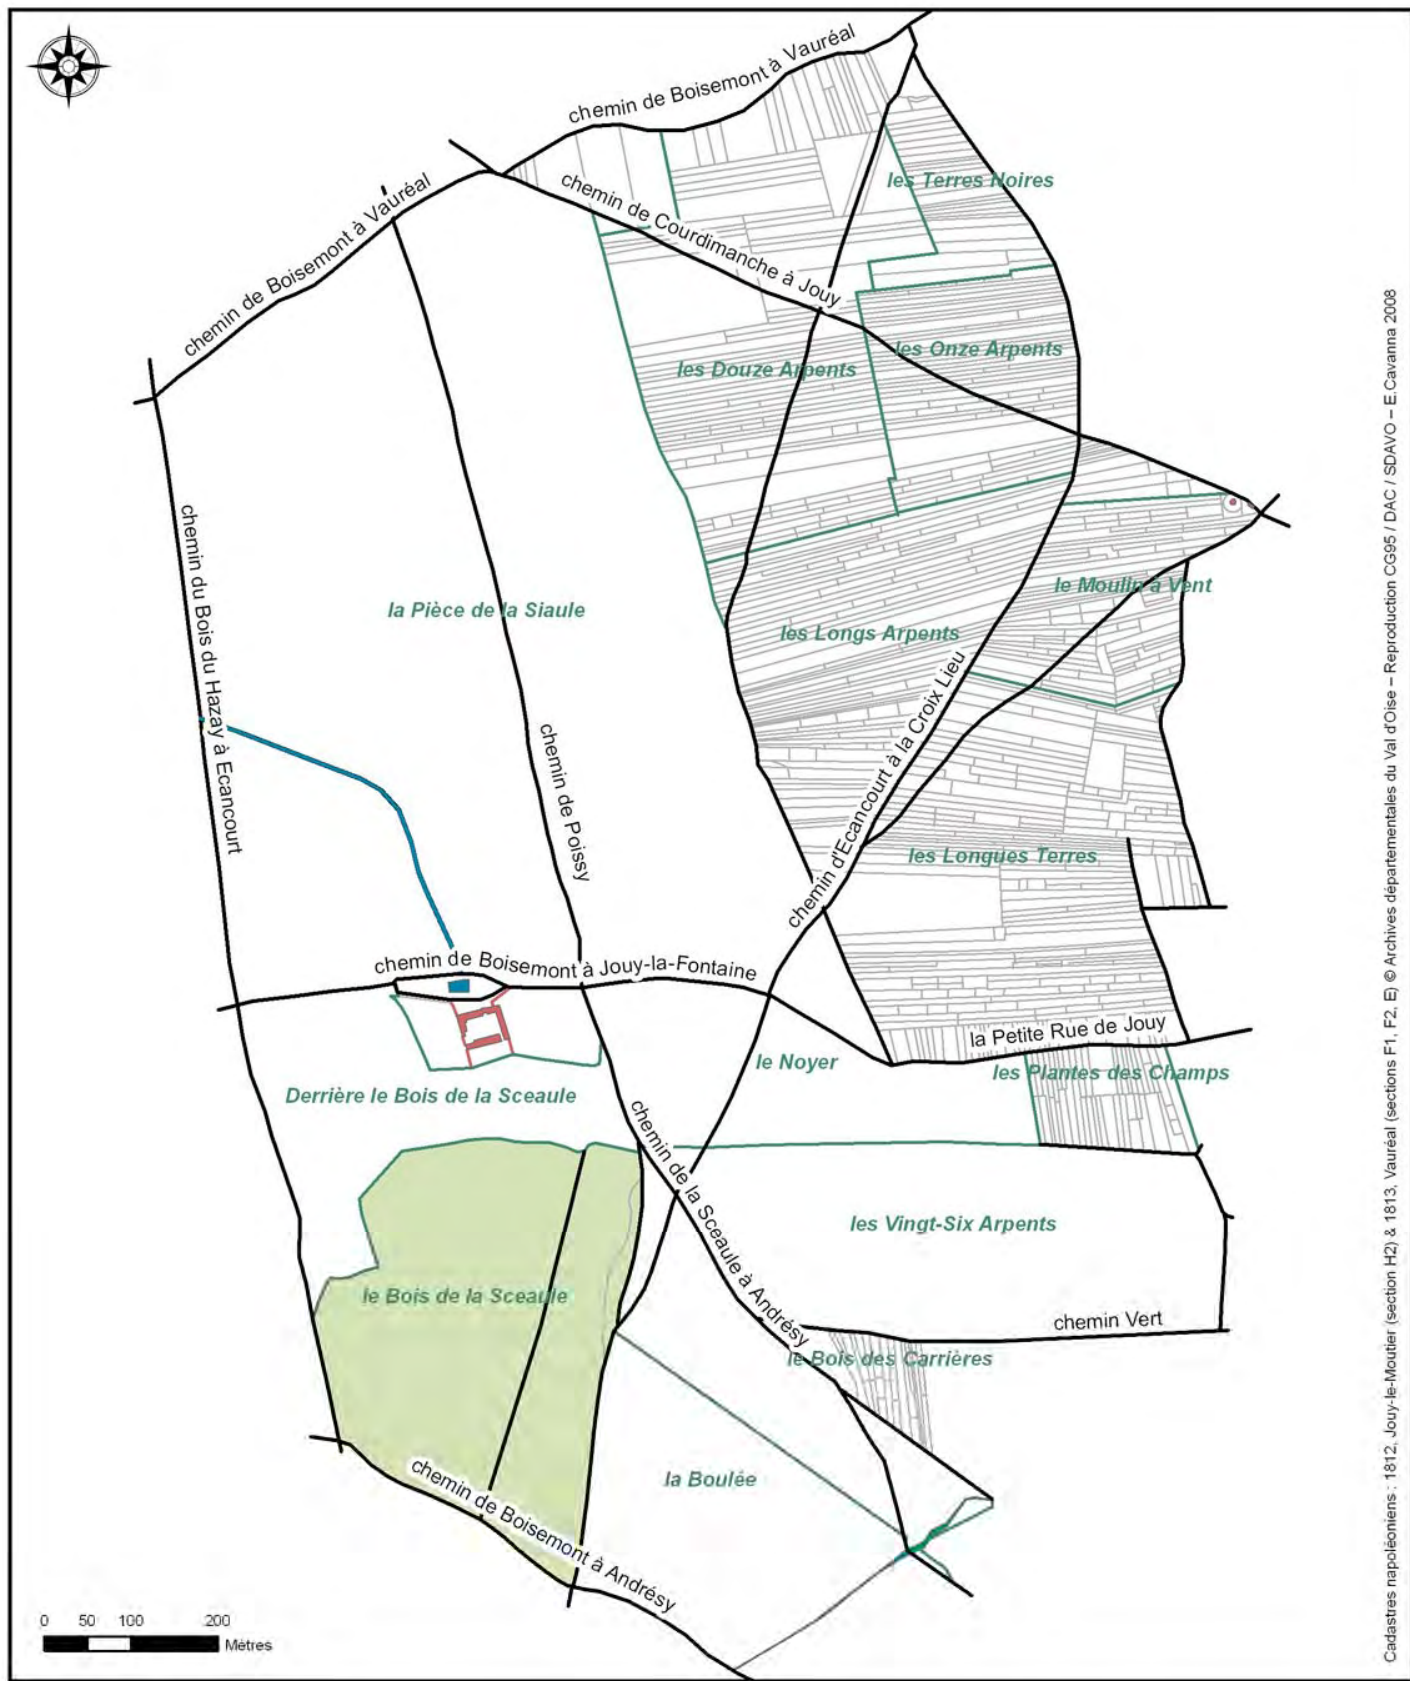 chemin de Boisemont à Vauréal
chemin de Boisemont à Vauréal
les Terres Noires
chemin de Courdimanche à Jouy
les Onze Arpents
les Douze Arpents
chemin du Bois du Hazay à Ecancourt
la Pièce de la Siaule
le Moulin à Vent
les Longs Arpents
chemin d'Ecancourt à la Croix Lieu
chemin de Poissy
les Longues Terres
chemin de Boisemont à Jouy-la-Fontaine
la Petite Rue de Jouy
le Noyer
les Plantes des Champs
Derrière le Bois de la Sceaule
chemin de la Sceaule à Andrésy
les Vingt-Six Arpents
le Bois de la Sceaule
chemin Vert
le Bois des Carrières
la Boulée
chemin de Boisemont à Andrésy
0 50 100 200
Mètres
Cadastres napoléoniens : 1812, Jouy-le-Moutier (section H2) & 1813, Vauréal (sections F1, F2, E) © Archives départementales du Val d'Oise – Reproduction CG95 / DAC / SDAVO – E.Cavanna 2008